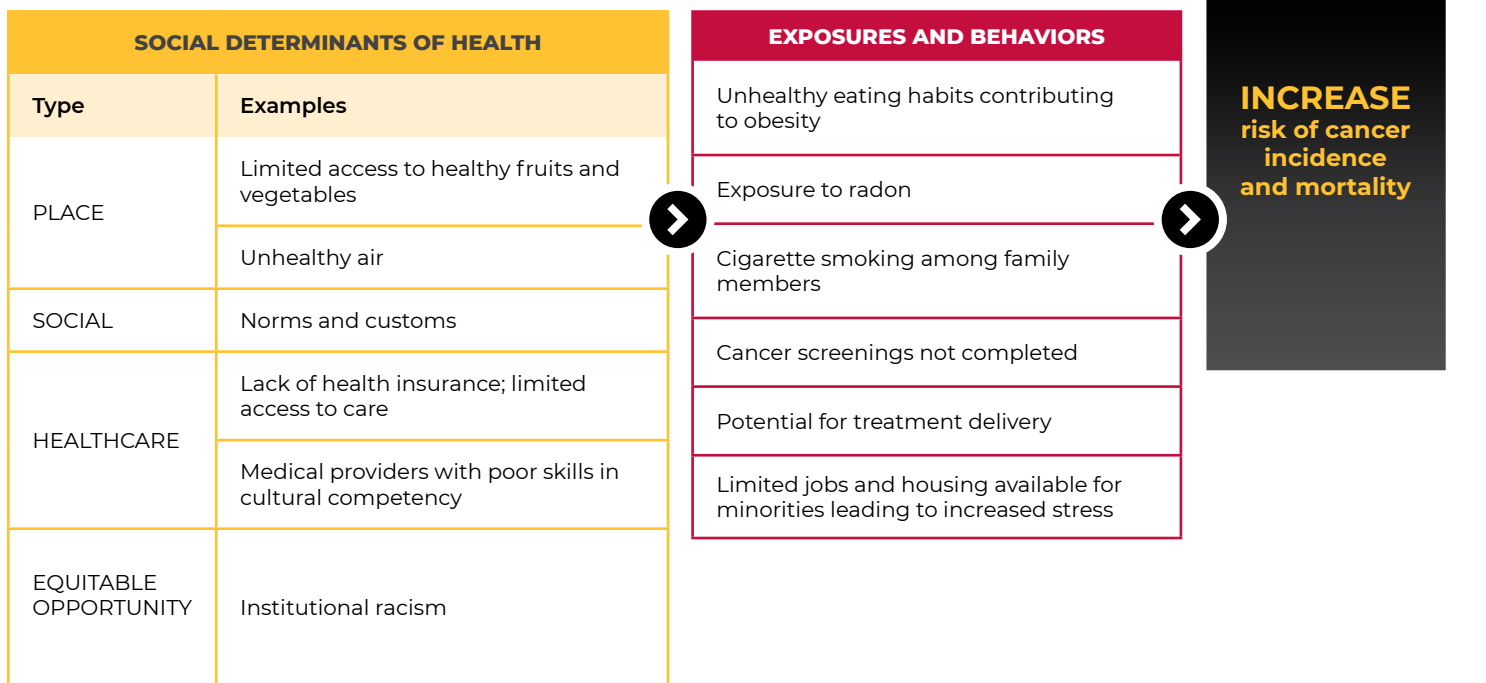 SOCIAL DETERMINANTS OF HEALTH
Type
Examples
PLACE
Limited access to healthy fruits and
vegetables
Unhealthy air
SOCIAL
Norms and customs
HEALTHCARE
Lack of health insurance; limited
access to care
Medical providers with poor skills in
cultural competency
EQUITABLE
OPPORTUNITY
Institutional racism
EXPOSURES AND BEHAVIORS
Unhealthy eating habits contributing
to obesity
Exposure to radon
Cigarette smoking among family
members
Cancer screenings not completed
Potential for treatment delivery
Limited jobs and housing available for
minorities leading to increased stress
INCREASE
risk of cancer
incidence
and mortality